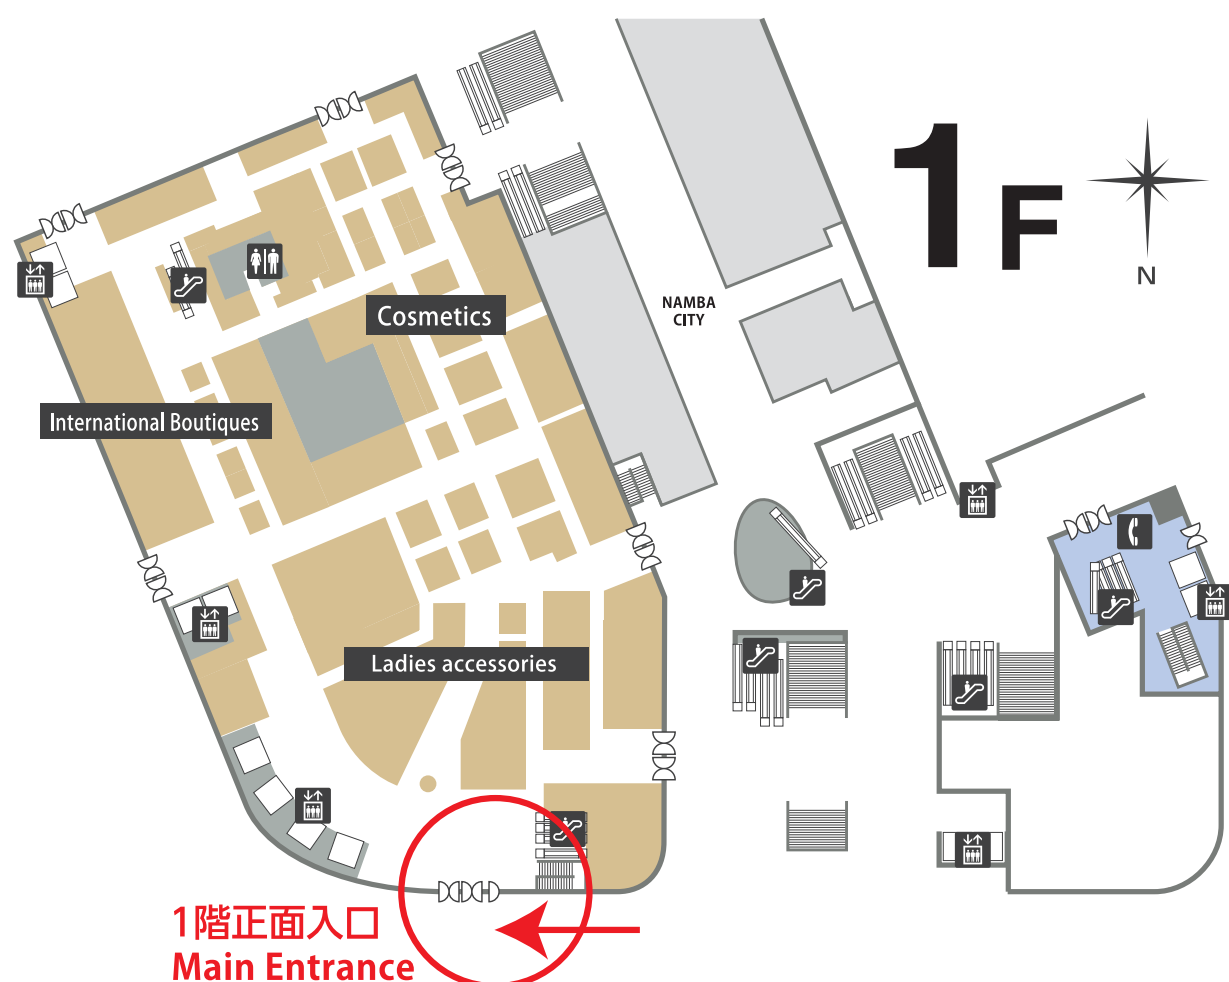 1F
N
NAMBA
CITY
Cosmetics
International Boutiques
Ladies accessories
1階正面入口
Main Entrance